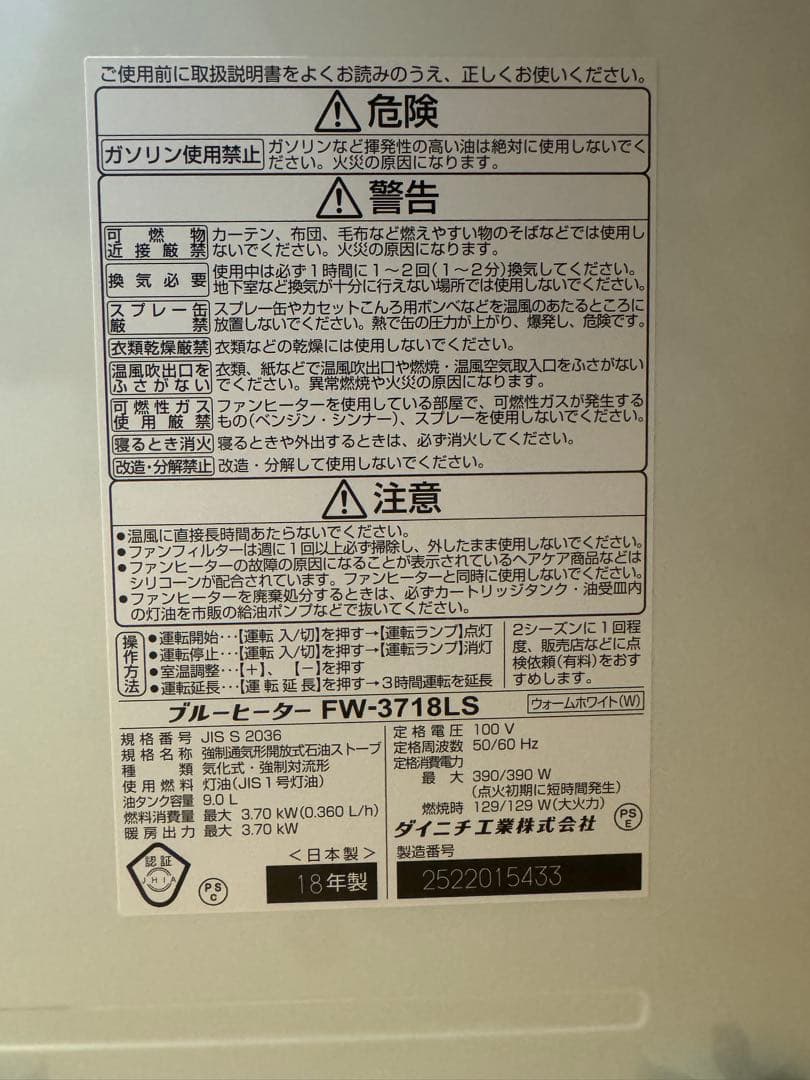 ご使用前に取扱説明書をよくお読みのうえ、正しくお使いください。
危険
ガソリン使用禁止 ガソリンなど揮発性の高い油は絶対に使用しないでく
ださい。火災の原因になります。
警告
可燃物 カーテン、布団、毛布など燃えやすい物のそばなどでは使用し
近接厳禁 ないでください。火災の原因になります。
換気必要 使用中は必ず1時間に1～2回(1～2分)換気してください。
地下室など換気が十分に行えない場所では使用しないでください。
スプレー缶 スプレー缶やカセットこんろ用ボンベなどを温風のあたるところに
厳禁 放置しないでください。熱で缶の圧力が上がり、爆発し、危険です。
衣類乾燥厳禁 衣類などの乾燥には使用しないでください。
温風吹出口を 衣類、紙などで温風吹出口や燃焼・温風空気取入口をふさがない
ふさがない でください。異常燃焼や火災の原因になります。
可燃性ガス ファンヒーターを使用している部屋で、可燃性ガスが発生する
使用厳禁 もの(ベンジン・シンナー)、スプレーを使用しないでください。
寝るとき消火 寝るときや外出するときは、必ず消火してください。
改造・分解禁止 改造・分解して使用しないでください。
注意
●温風に直接長時間あたらないでください。
●ファンフィルターは週に1回以上必ず掃除し、外したまま使用しないでください。
●ファンヒーターの故障の原因になることが表示されているヘアケア商品などは
シリコーンが配合されています。ファンヒーターと同時に使用しないでください。
●ファンヒーターを廃棄処分するときは、必ずカートリッジタンク・油受皿内
の灯油を市販の給油ポンプなどで抜いてください。
操作方法
●運転開始・・・【運転 入/切】を押す→【運転ランプ】点灯
●運転停止・・・【運転 入/切】を押す→【運転ランプ】消灯
●室温調整・・・【+】、【−】を押す
●運転延長・・・【運転延長】を押す→3時間運転を延長
2シーズンに1回程
度、販売店などに点
検依頼(有料)をおす
すめします。
ブルーヒーター FW-3718LS ウォームホワイト(W)
規格番号 JIS S 2036
規格名称 強制通気形開放式石油ストーブ
種類 気化式・強制対流形
使用燃料 灯油(JIS1号灯油)
油タンク容量 9.0 L
燃料消費量 最大 3.70 kW(0.360 L/h)
暖房出力 最大 3.70 kW
定格電圧 100 V
定格周波数 50/60 Hz
定格消費電力
最大 390/390 W
(点火初期に短時間発生)
燃焼時 129/129 W(大火力)
ダイニチ工業株式会社
PS
E
認証
JHIA
PS
C
＜日本製＞
18年製
製造番号
2522015433